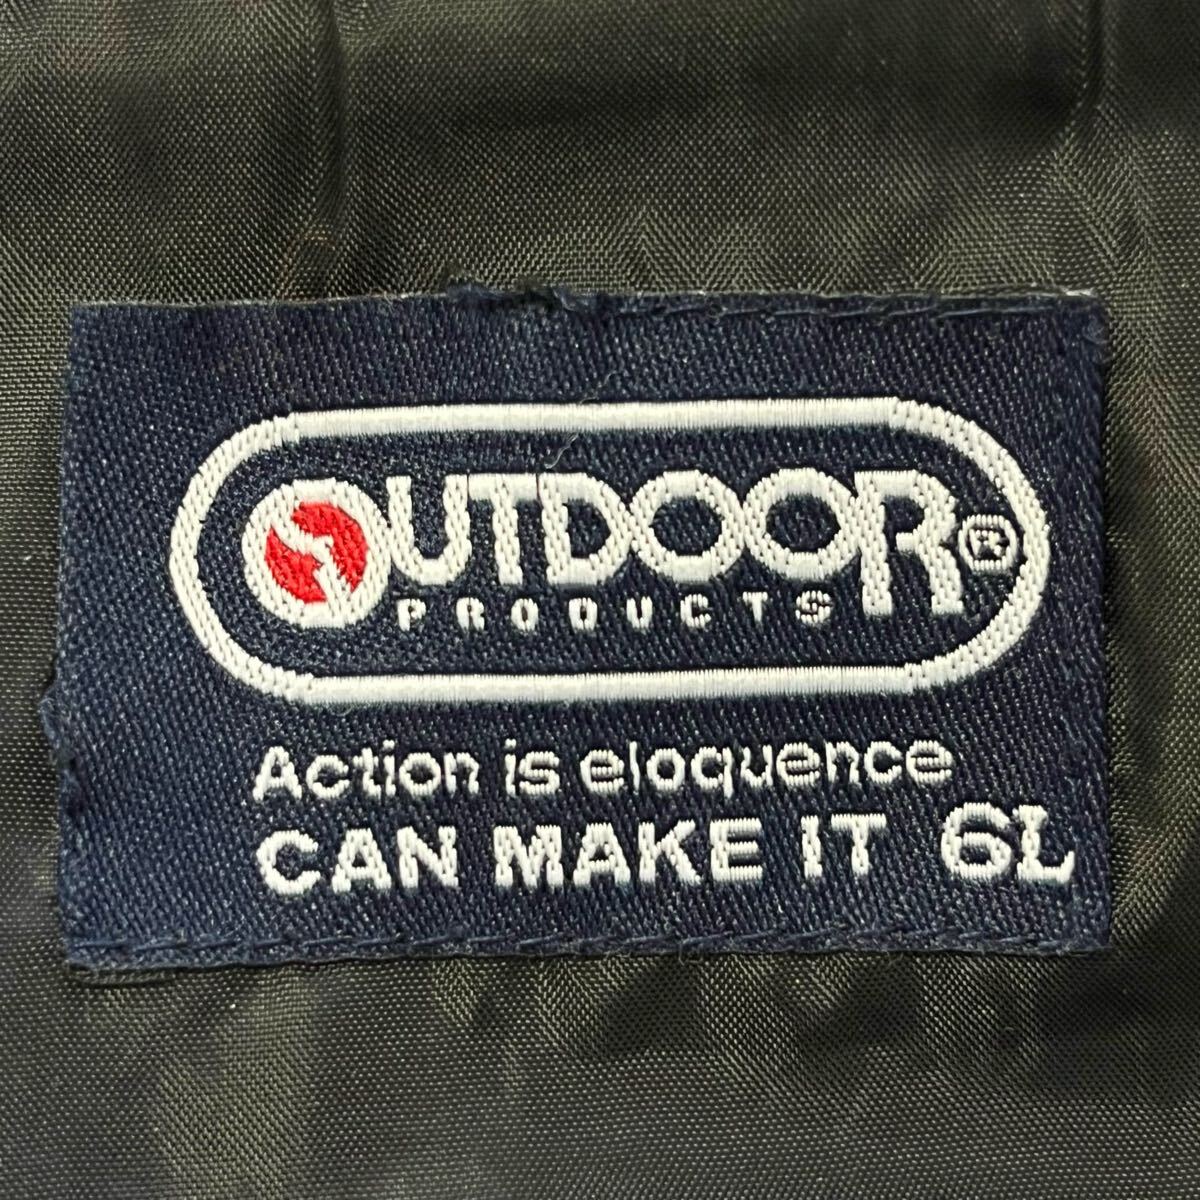 OUTDOOR®
PRODUCTS
Action is eloquence
CAN MAKE IT 6L